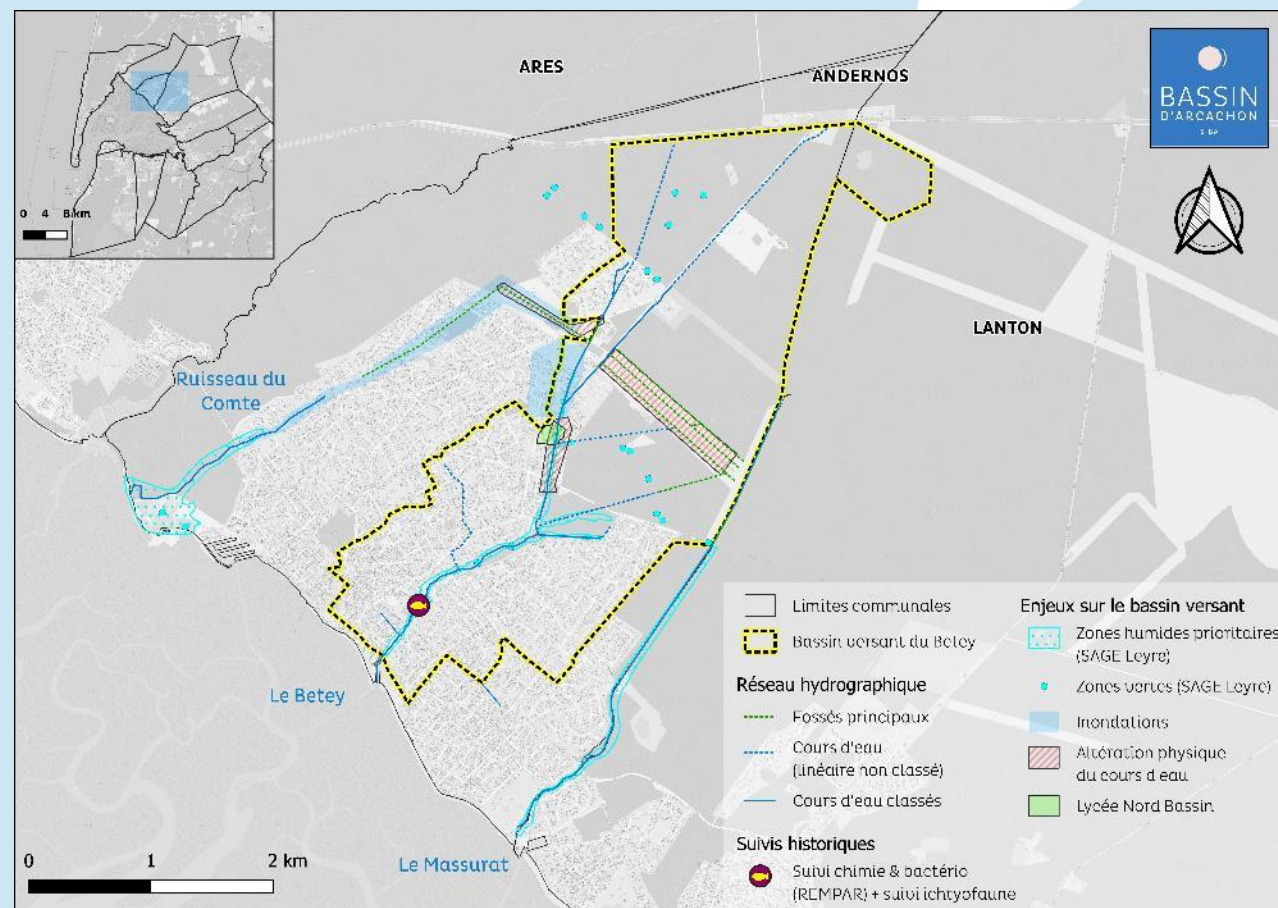 ARES
ANDERNOS
BASSIN
D'ARCACHON
0 4 8 km
LANTON
Ruisseau du
Comte
Le Betey
Le Massurat
0 1 2 km
Limites communales
Bassin versant du Betey
Réseau hydrographique
Fossés principaux
Cours d'eau
(linéaire non classé)
Cours d'eau classés
Suivis historiques
Suivi chimie & bactério
(REMPAR) + suivi ichtyofaune
Enjeux sur le bassin versant
Zones humides prioritaires
(SAGE Leyre)
Zones vertes (SAGE Leyre)
Inondations
Altération physique
du cours d eau
Lycée Nord Bassin